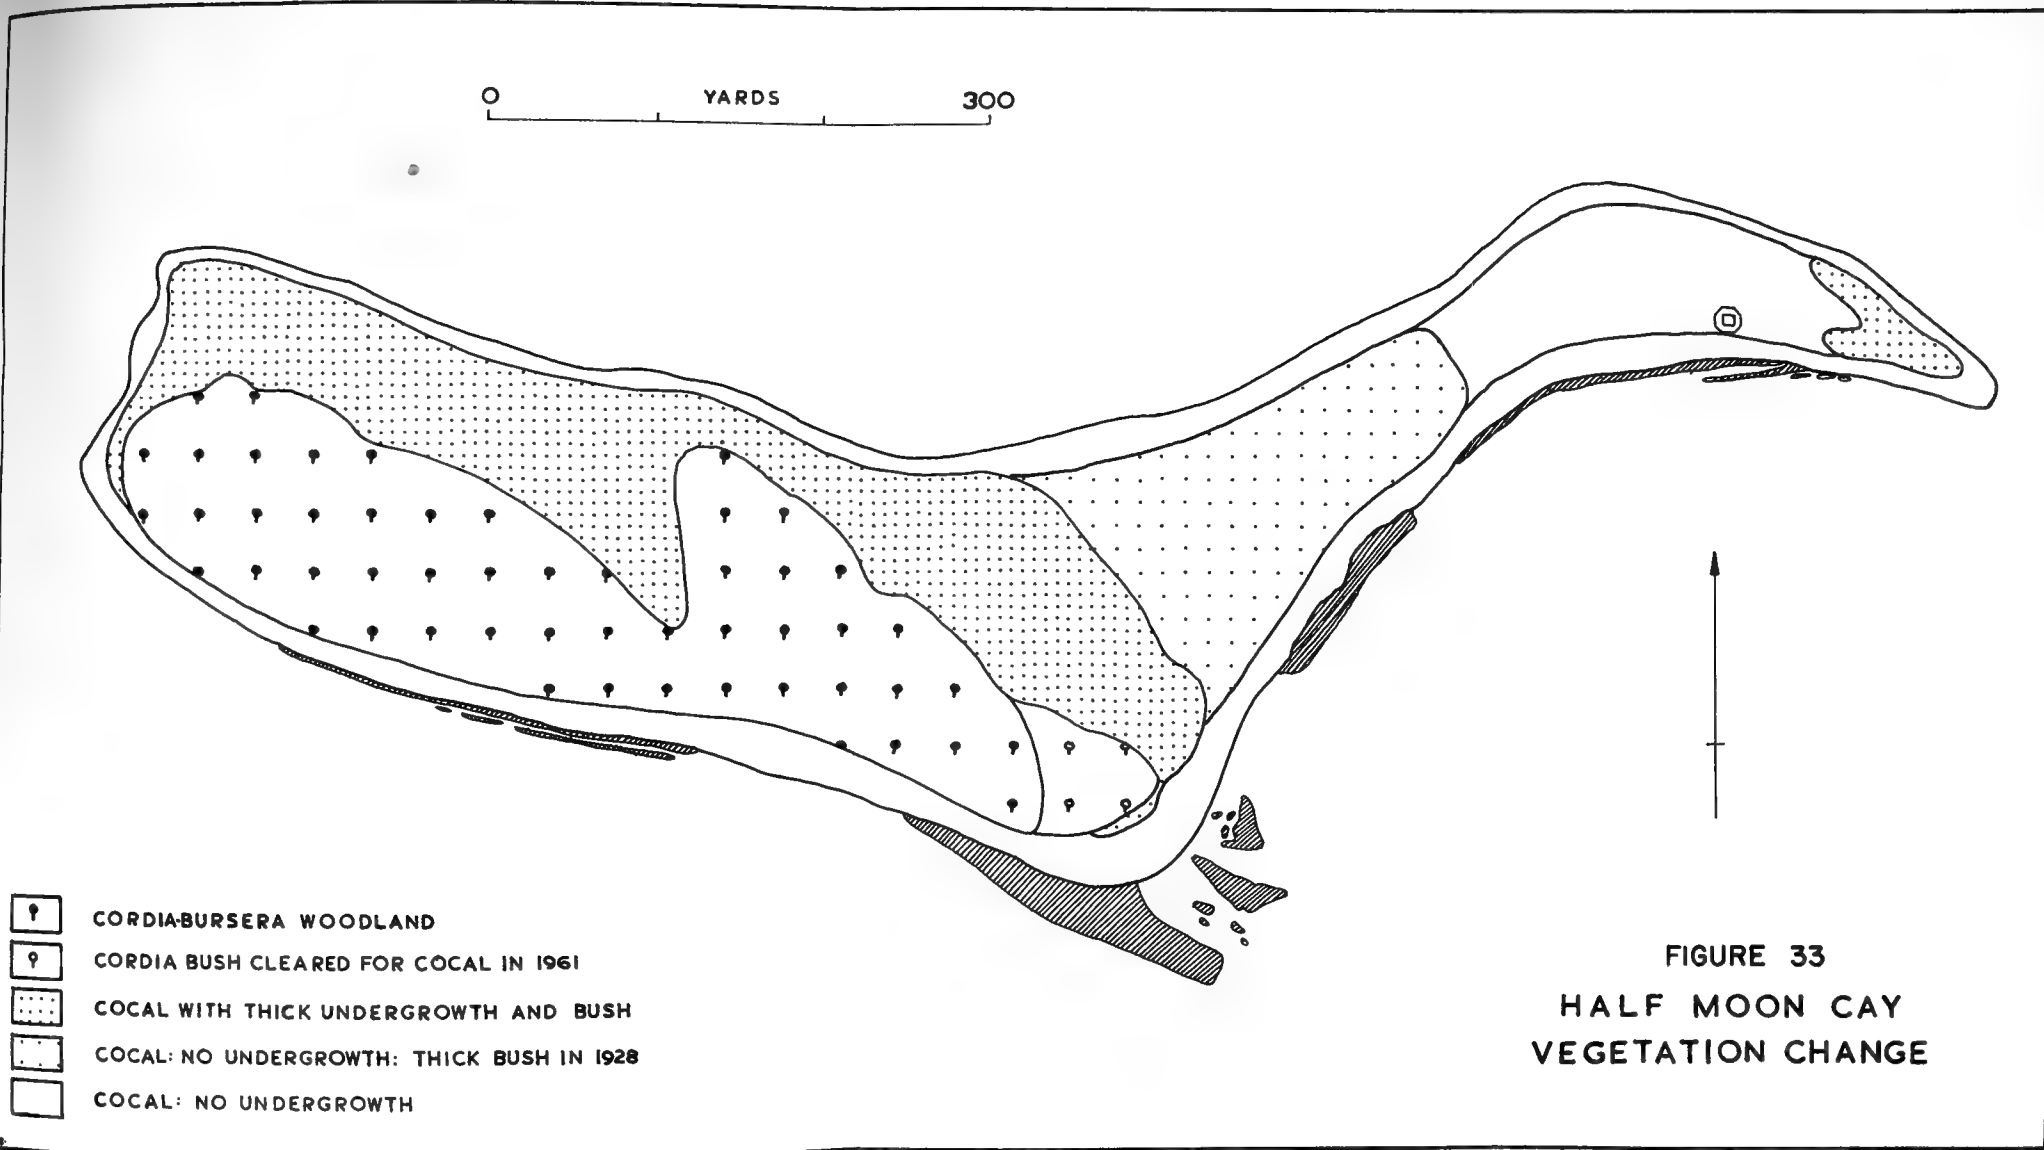 0 YARDS 300
CORDIA-BURSERA WOODLAND
CORDIA BUSH CLEARED FOR COCAL IN 1961
COCAL WITH THICK UNDERGROWTH AND BUSH
COCAL: NO UNDERGROWTH: THICK BUSH IN 1928
COCAL: NO UNDERGROWTH
FIGURE 33
HALF MOON CAY
VEGETATION CHANGE